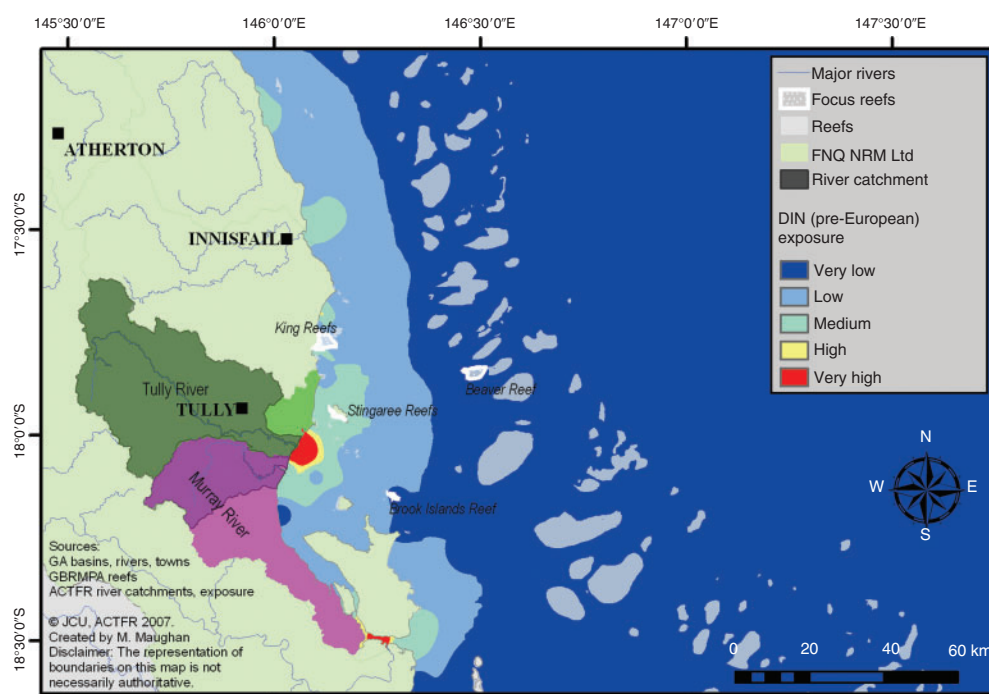 145°30'0"E
146°0'0"E
146°30'0"E
147°0'0"E
147°30'0"E
17°30'0"S
18°0'0"S
18°30'0"S
ATHERTON
INNISFAIL
King Reefs
Tully River
TULLY
Stingaree Reefs
Beaver Reef
Murray River
Brook Islands Reef
Major rivers
Focus reefs
Reefs
FNQ NRM Ltd
River catchment
DIN (pre-European)
exposure
Very low
Low
Medium
High
Very high
N
W
E
S
Sources:
GA basins, rivers, towns
GBRMPA reefs
ACTFR river catchments, exposure
© JCU, ACTFR 2007.
Created by M. Maughan
Disclaimer: The representation of
boundaries on this map is not
necessarily authoritative.
0 10 20 40 60 km